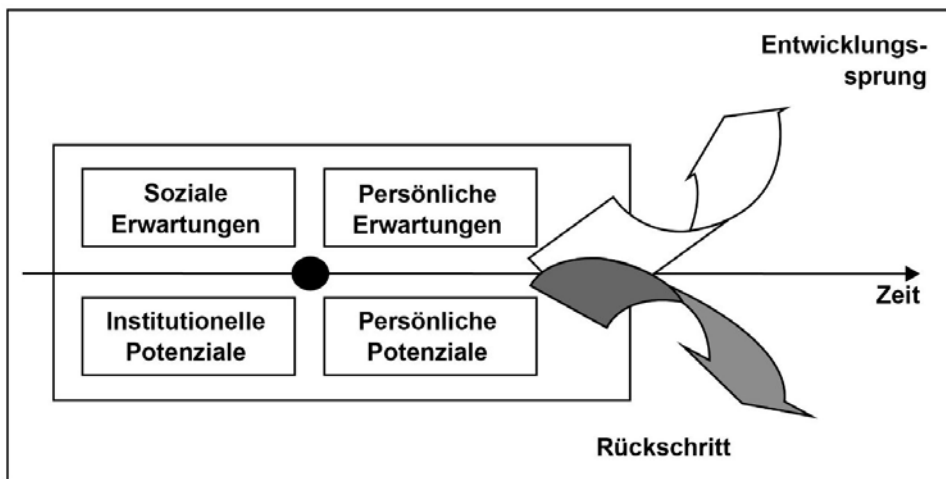 Entwicklungs-
sprung
Soziale
Erwartungen
Persönliche
Erwartungen
Zeit
Institutionelle
Potenziale
Persönliche
Potenziale
Rückschritt